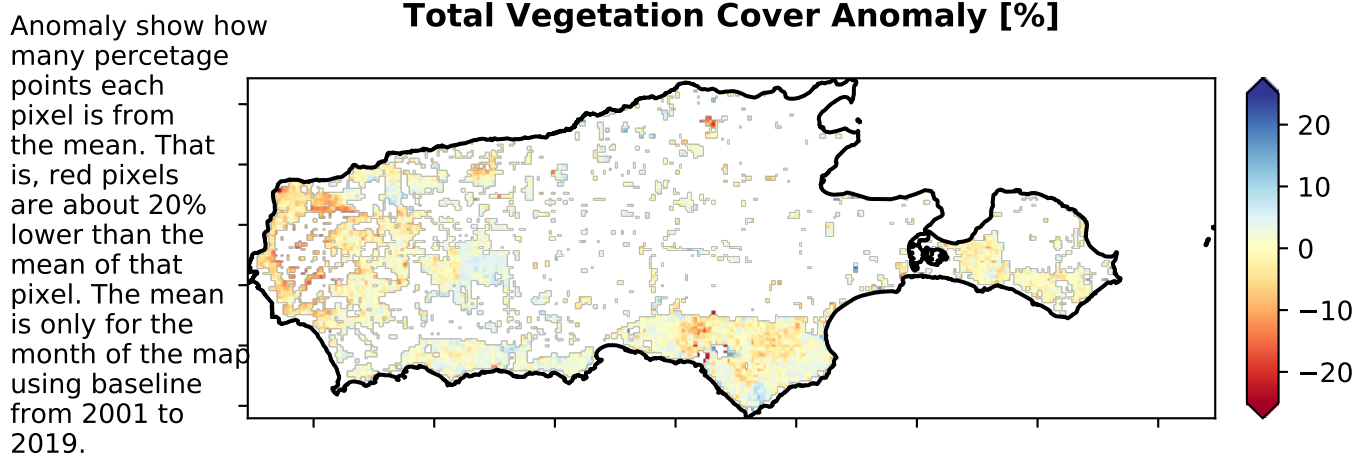 Total Vegetation Cover Anomaly [%]
Anomaly show how
many percetage
points each
pixel is from
the mean. That
is, red pixels
are about 20%
lower than the
mean of that
pixel. The mean
is only for the
month of the map
using baseline
from 2001 to
2019.
20
10
0
−10
−20